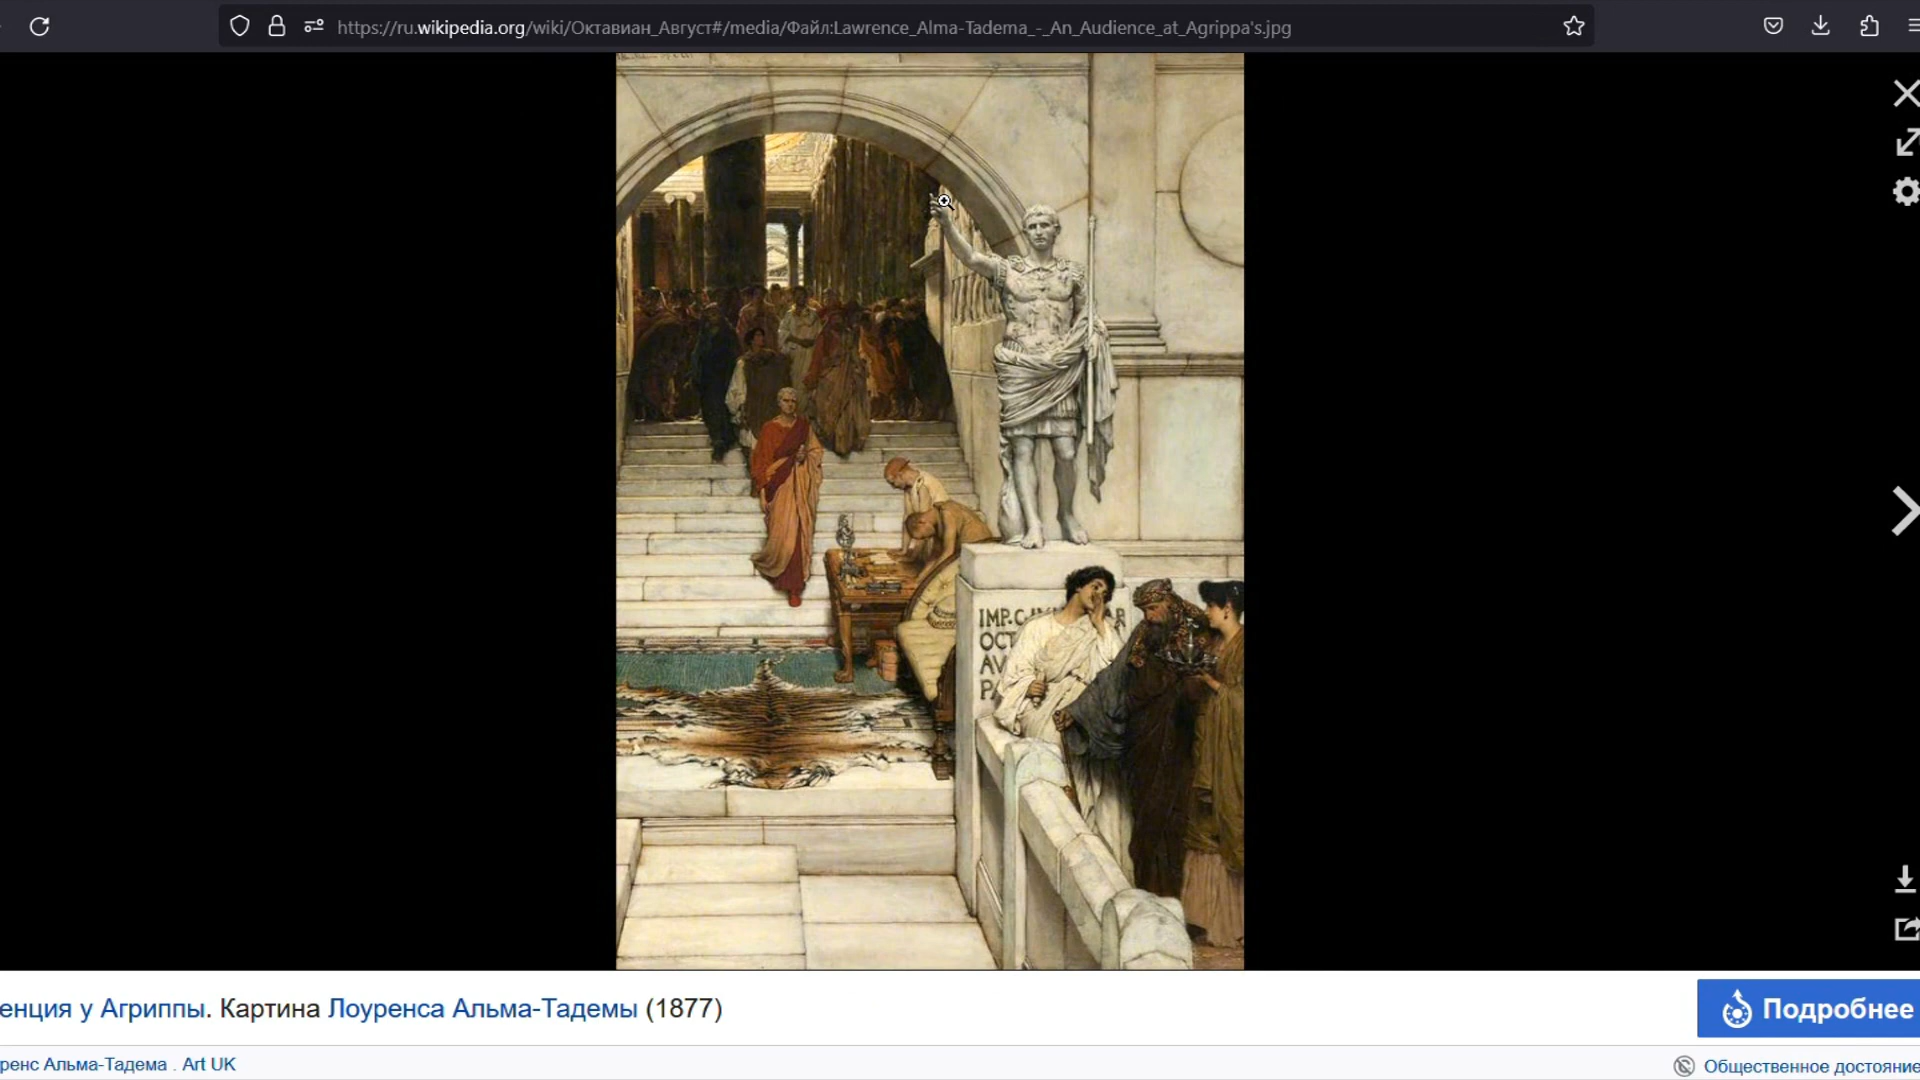 https://ru.wikipedia.org/wiki/Октавиан_Август#/media/Файл:Lawrence_Alma-Tadema_-_An_Audience_at_Agrippa's.jpg
IMP.C
OCT
AV
PA
енция у Агриппы. Картина Лоуренса Альма-Тадемы (1877)
Подробнее
ренс Альма-Тадема . Art UK
Общественное достояние